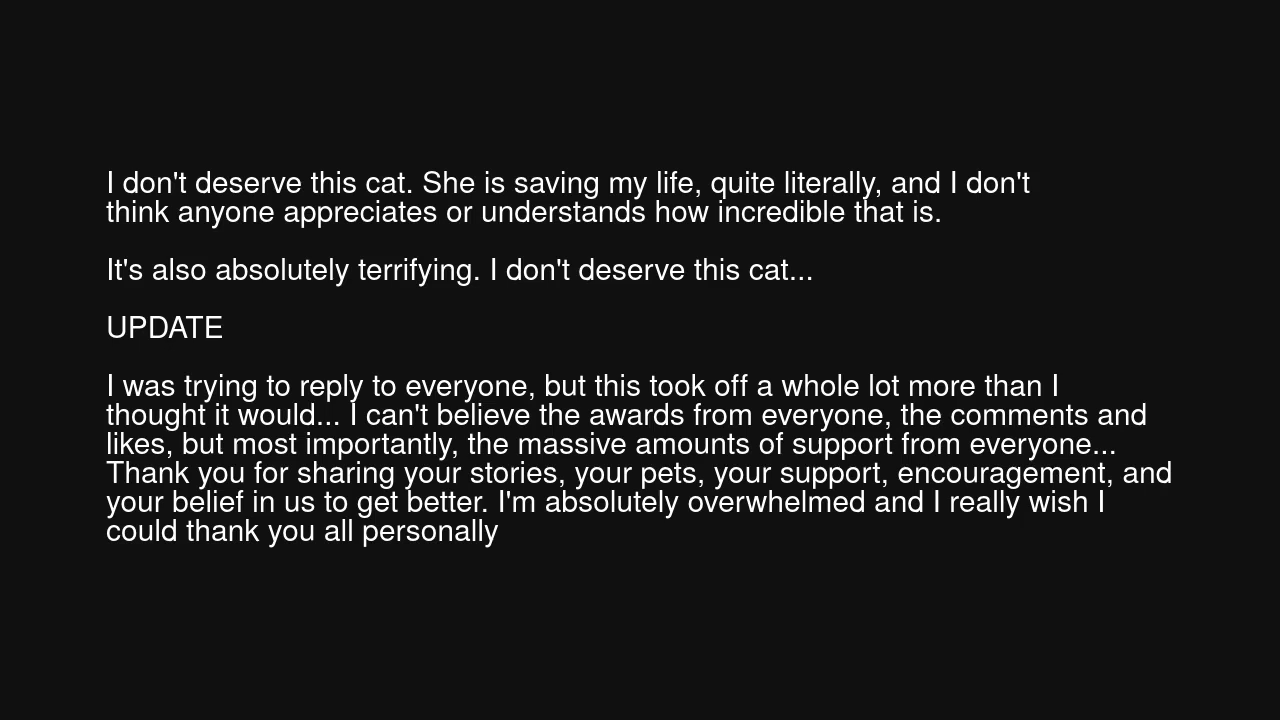 I don't deserve this cat. She is saving my life, quite literally, and I don't
think anyone appreciates or understands how incredible that is.
It's also absolutely terrifying. I don't deserve this cat...
UPDATE
I was trying to reply to everyone, but this took off a whole lot more than I
thought it would... I can't believe the awards from everyone, the comments and
likes, but most importantly, the massive amounts of support from everyone...
Thank you for sharing your stories, your pets, your support, encouragement, and
your belief in us to get better. I'm absolutely overwhelmed and I really wish I
could thank you all personally